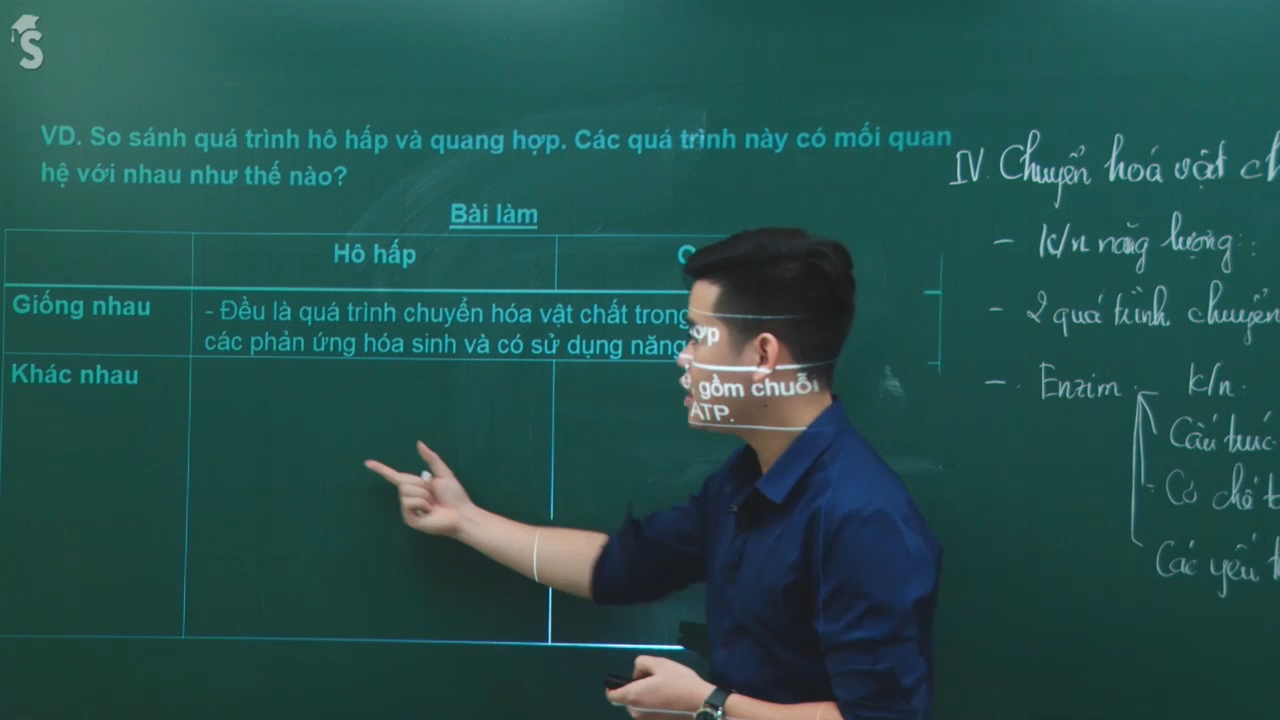 S
VD. So sánh quá trình hô hấp và quang hợp. Các quá trình này có mối quan
hệ với nhau như thế nào?
Bài làm
Hô hấp
ợp
Giống nhau
- Đều là quá trình chuyển hóa vật chất trong
gồm chuỗi
các phản ứng hóa sinh và có sử dụng năng
ATP.
Khác nhau
IV. Chuyển hoá vật ch
- k/n năng lượng:
- 2 quá trình chuyển
- Enzim
k/n.
Cấu trúc
Cơ chế t
Các yếu t